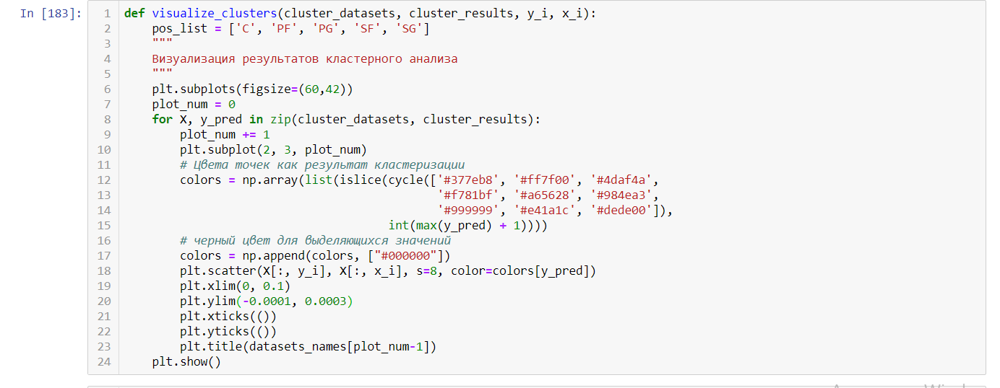 In [183]:
1 def visualize_clusters(cluster_datasets, cluster_results, y_i, x_i):
2     pos_list = ['C', 'PF', 'PG', 'SF', 'SG']
3     """
4     Визуализация результатов кластерного анализа
5     """
6     plt.subplots(figsize=(60,42))
7     plot_num = 0
8     for X, y_pred in zip(cluster_datasets, cluster_results):
9         plot_num += 1
10         plt.subplot(2, 3, plot_num)
11         # Цвета точек как результат кластеризации
12         colors = np.array(list(islice(cycle(['#377eb8', '#ff7f00', '#4daf4a',
13                                              '#f781bf', '#a65628', '#984ea3',
14                                              '#999999', '#e41a1c', '#dede00']),
15                                       int(max(y_pred) + 1))))
16         # черный цвет для выделяющихся значений
17         colors = np.append(colors, ["#000000"])
18         plt.scatter(X[:, y_i], X[:, x_i], s=8, color=colors[y_pred])
19         plt.xlim(0, 0.1)
20         plt.ylim(-0.0001, 0.0003)
21         plt.xticks(())
22         plt.yticks(())
23         plt.title(datasets_names[plot_num-1])
24     plt.show()